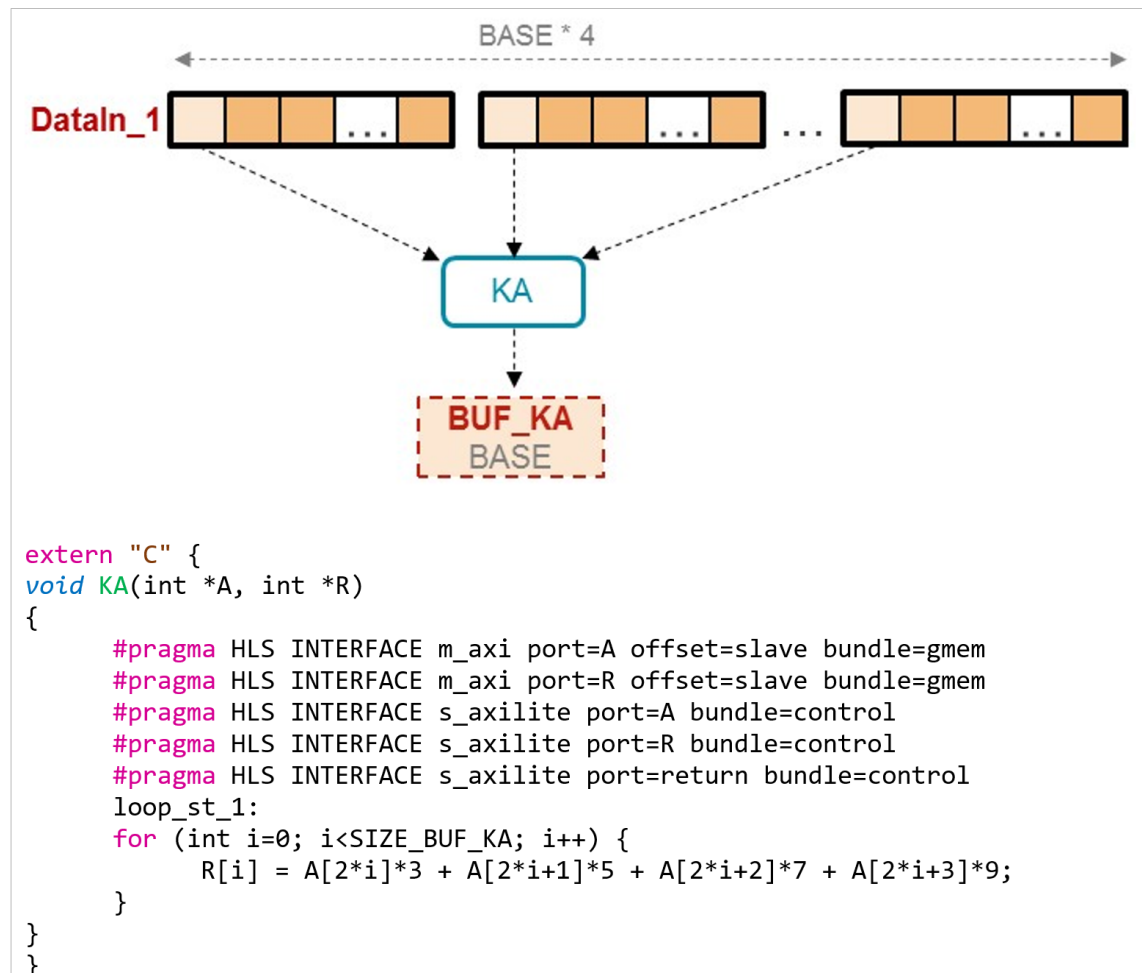 BASE * 4
DataIn_1 ... ... ... ...
KA
BUF_KA
BASE
extern "C" {
void KA(int *A, int *R)
{
#pragma HLS INTERFACE m_axi port=A offset=slave bundle=gmem
#pragma HLS INTERFACE m_axi port=R offset=slave bundle=gmem
#pragma HLS INTERFACE s_axilite port=A bundle=control
#pragma HLS INTERFACE s_axilite port=R bundle=control
#pragma HLS INTERFACE s_axilite port=return bundle=control
loop_st_1:
for (int i=0; i<SIZE_BUF_KA; i++) {
R[i] = A[2*i]*3 + A[2*i+1]*5 + A[2*i+2]*7 + A[2*i+3]*9;
}
}
}